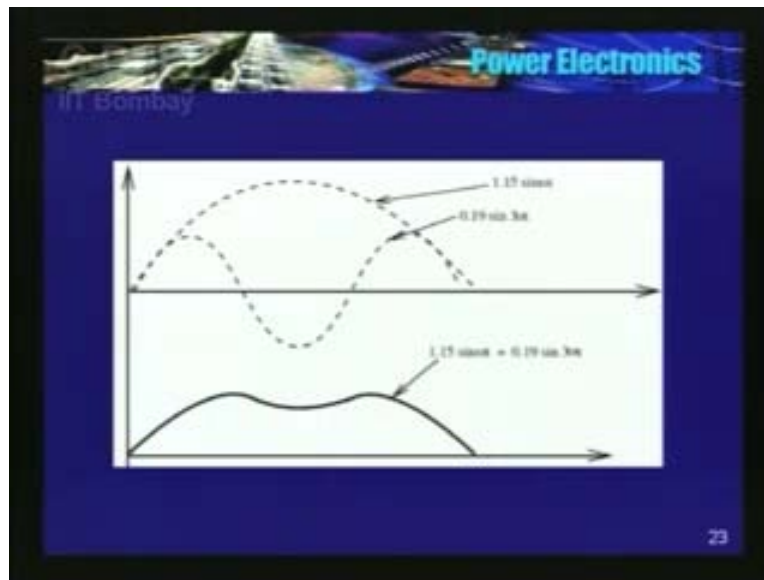 Power Electronics
IIT Bombay
1.15 sinωt
0.19 sin 3ωt
1.15 sinωt + 0.19 sin 3ωt
23